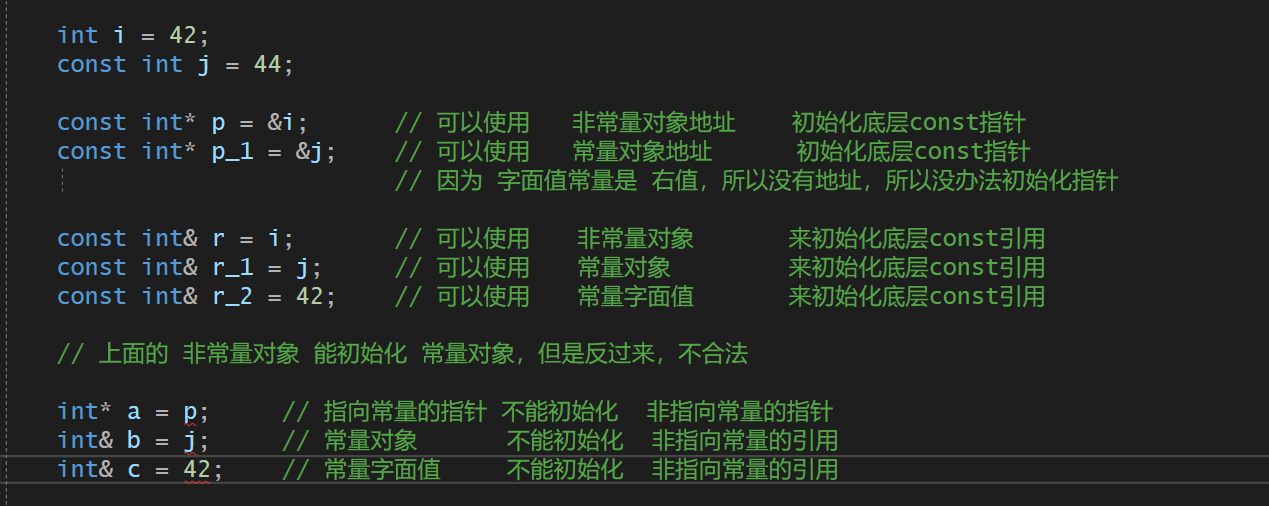 int i = 42;
const int j = 44;
const int* p = &i; // 可以使用 非常量对象地址 初始化底层const指针
const int* p_1 = &j; // 可以使用 常量对象地址 初始化底层const指针
// 因为 字面值常量是 右值，所以没有地址，所以没办法初始化指针
const int& r = i; // 可以使用 非常量对象 来初始化底层const引用
const int& r_1 = j; // 可以使用 常量对象 来初始化底层const引用
const int& r_2 = 42; // 可以使用 常量字面值 来初始化底层const引用
// 上面的 非常量对象 能初始化 常量对象，但是反过来，不合法
int* a = p; // 指向常量的指针 不能初始化 非指向常量的指针
int& b = j; // 常量对象 不能初始化 非指向常量的引用
int& c = 42; // 常量字面值 不能初始化 非指向常量的引用